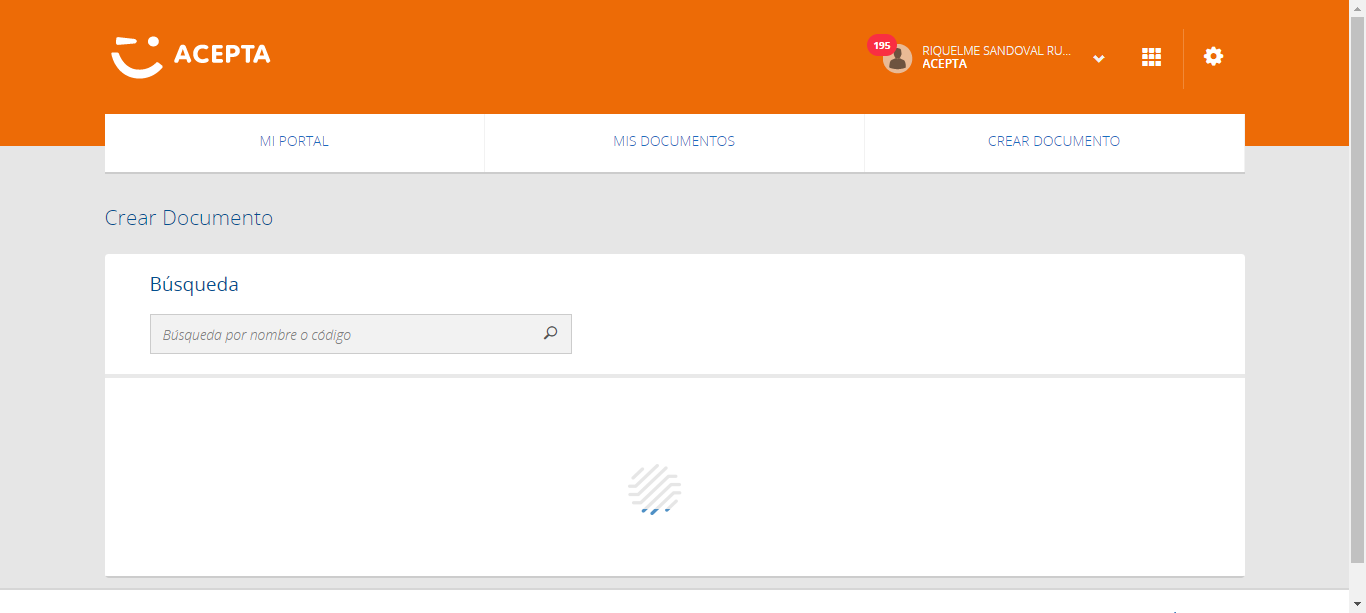 ACEPTA
195
RIQUELME SANDOVAL RU...
ACEPTA
MI PORTAL
MIS DOCUMENTOS
CREAR DOCUMENTO
Crear Documento
Búsqueda
Búsqueda por nombre o código